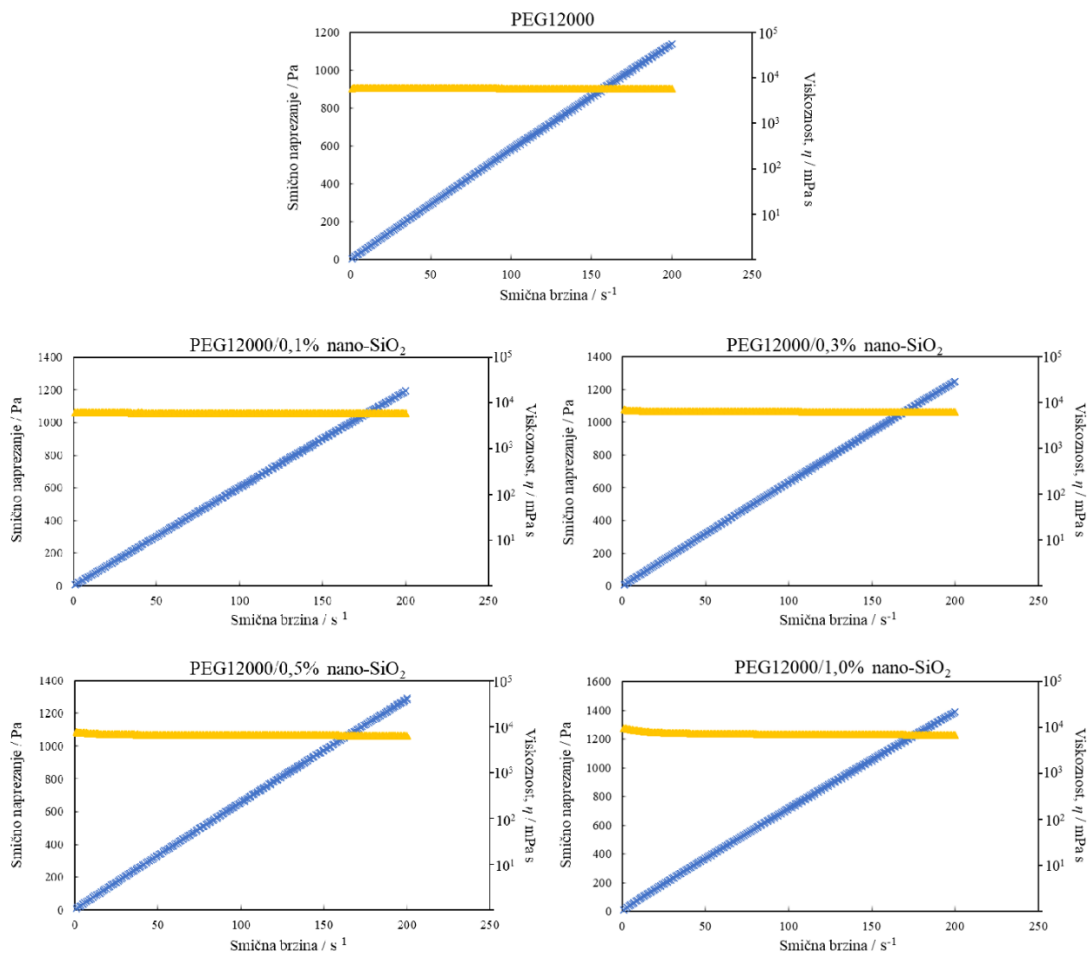 PEG12000
Smično naprezanje / Pa
1200
1000
800
600
400
200
0
0 50 100 150 200 250
Smična brzina / s⁻¹
10⁵
10⁴
10³
10²
10¹
Viskoznost, η / mPa s
PEG12000/0,1% nano-SiO₂
Smično naprezanje / Pa
1400
1200
1000
800
600
400
200
0
0 50 100 150 200 250
Smična brzina / s⁻¹
10⁵
10⁴
10³
10²
10¹
Viskoznost, η / mPa s
PEG12000/0,3% nano-SiO₂
Smično naprezanje / Pa
1400
1200
1000
800
600
400
200
0
0 50 100 150 200 250
Smična brzina / s⁻¹
10⁵
10⁴
10³
10²
10¹
Viskoznost, η / mPa s
PEG12000/0,5% nano-SiO₂
Smično naprezanje / Pa
1400
1200
1000
800
600
400
200
0
0 50 100 150 200 250
Smična brzina / s⁻¹
10⁵
10⁴
10⁵
10²
10¹
Viskoznost, η / mPa s
PEG12000/1,0% nano-SiO₂
Smično naprezanje / Pa
1600
1400
1200
1000
800
600
400
200
0
0 50 100 150 200 250
Smična brzina / s⁻¹
10⁵
10⁴
10³
10²
10¹
Viskoznost, η / mPa s